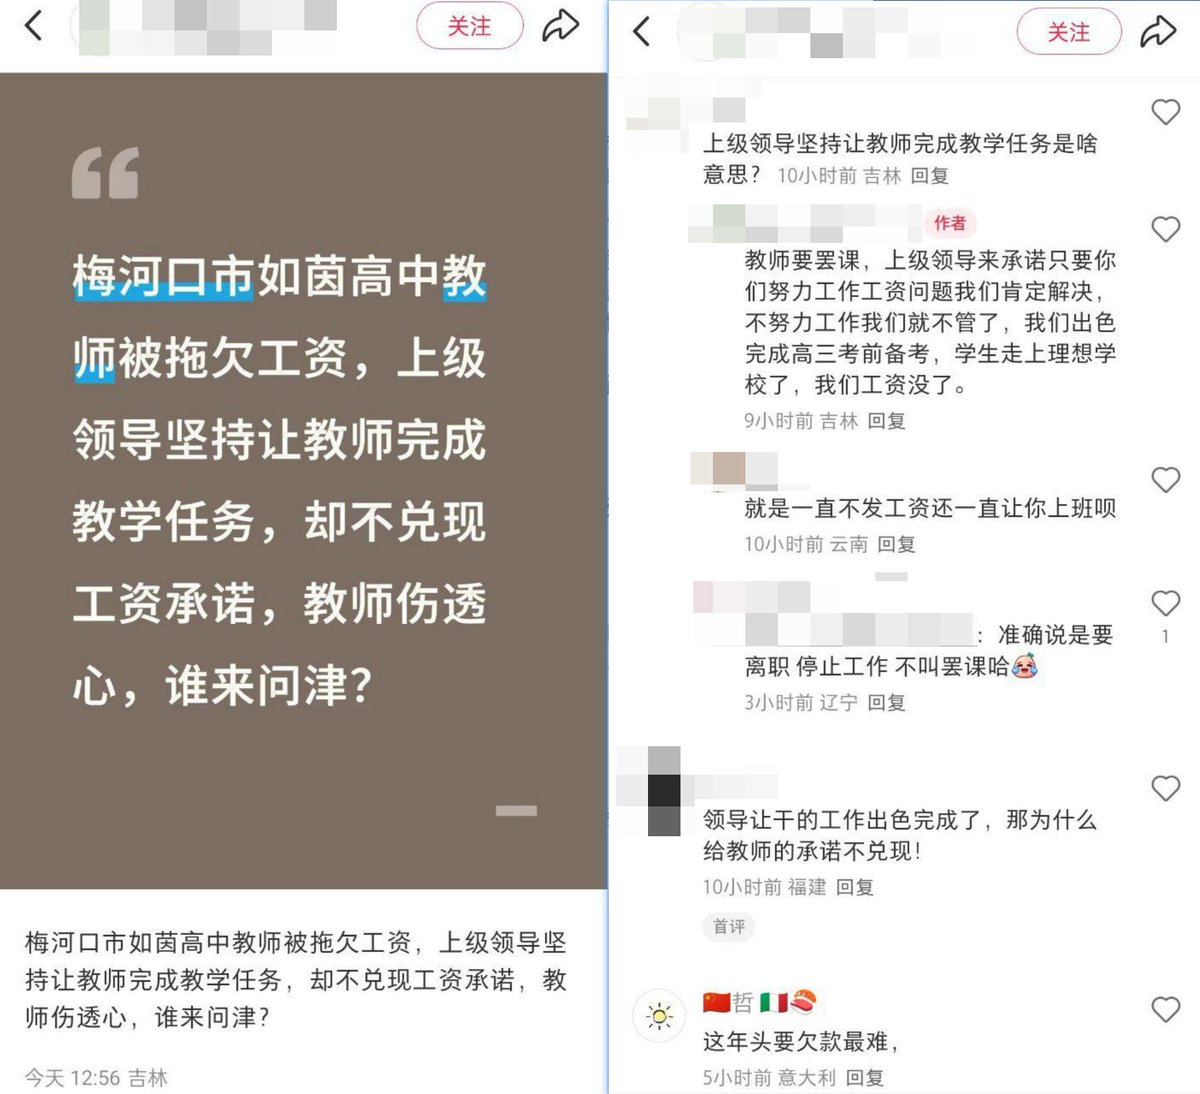 关注
梅河口市如茵高中教
师被拖欠工资，上级
领导坚持让教师完成
教学任务，却不兑现
工资承诺，教师伤透
心，谁来问津？
梅河口市如茵高中教师被拖欠工资，上级领导坚
持让教师完成教学任务，却不兑现工资承诺，教
师伤透心，谁来问津？
今天 12:56 吉林
关注
上级领导坚持让教师完成教学任务是啥
意思？ 10小时前 吉林 回复
作者
教师要罢课，上级领导来承诺只要你
们努力工作工资问题我们肯定解决，
不努力工作我们就不管了，我们出色
完成高三考前备考，学生走上理想学
校了，我们工资没了。
9小时前 吉林 回复
就是一直不发工资还一直让你上班呗
10小时前 云南 回复
：准确说是要
离职 停止工作 不叫罢课哈
1
3小时前 辽宁 回复
领导让干的工作出色完成了，那为什么
给教师的承诺不兑现！
10小时前 福建 回复
首评
🇨🇳哲🇮🇹🍣
这年头要欠款最难，
5小时前 意大利 回复